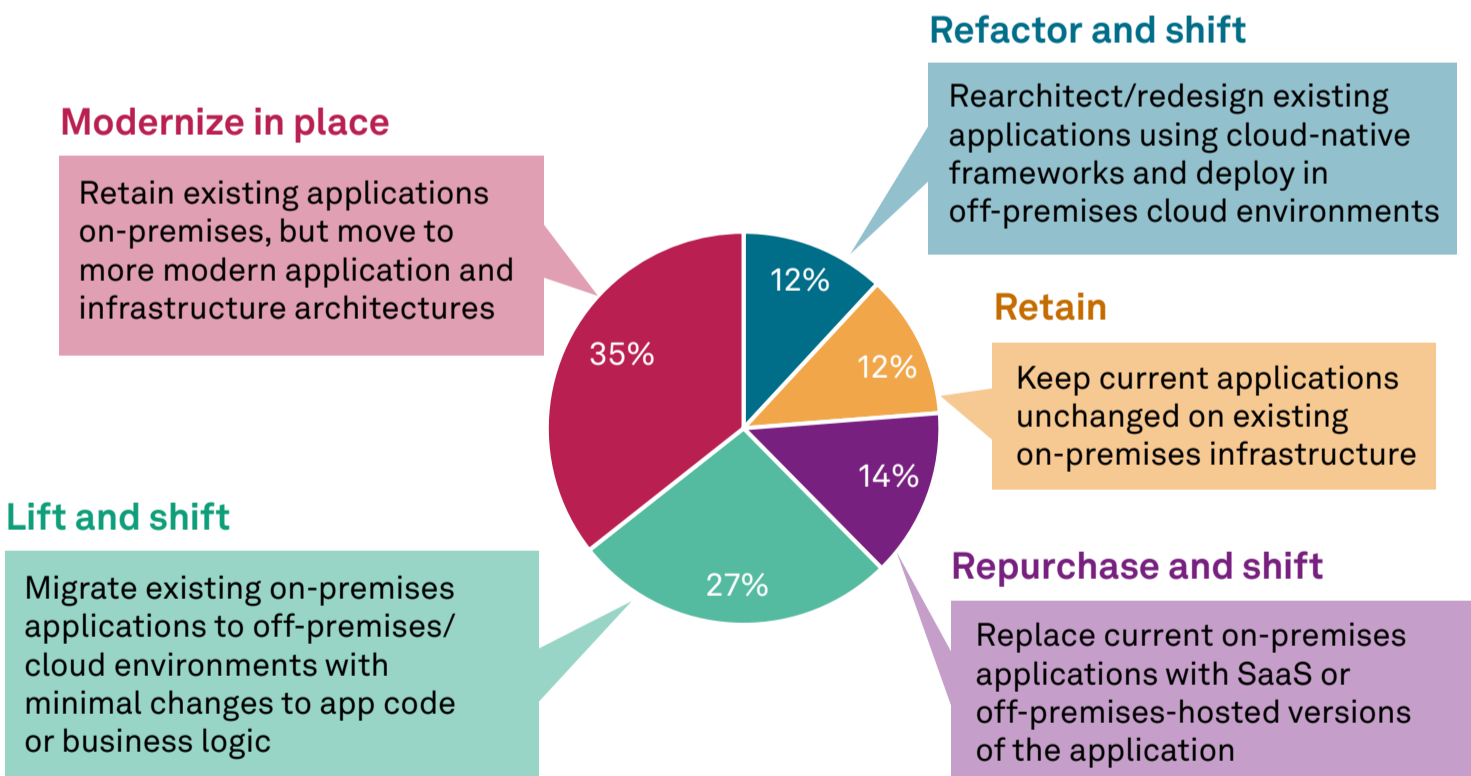 Refactor and shift
Rearchitect/redesign existing
applications using cloud-native
frameworks and deploy in
off-premises cloud environments
Modernize in place
Retain existing applications
on-premises, but move to
more modern application and
infrastructure architectures
12%
35%
12%
14%
27%
Retain
Keep current applications
unchanged on existing
on-premises infrastructure
Lift and shift
Migrate existing on-premises
applications to off-premises/
cloud environments with
minimal changes to app code
or business logic
Repurchase and shift
Replace current on-premises
applications with SaaS or
off-premises-hosted versions
of the application